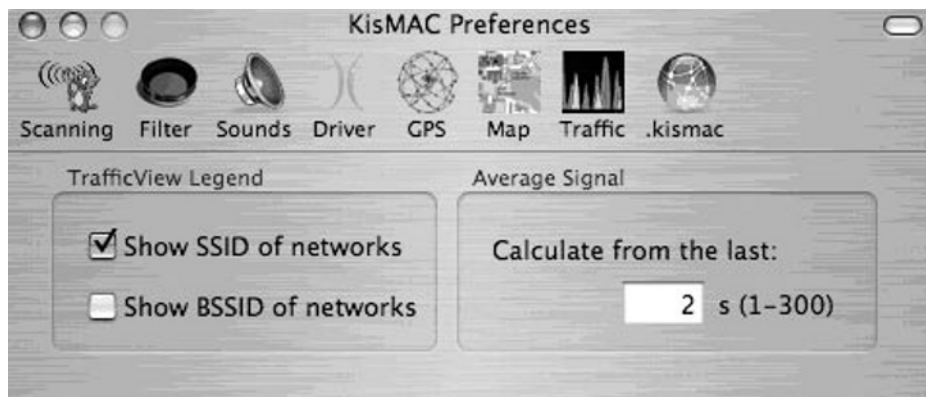 KisMAC Preferences
Scanning Filter Sounds Driver GPS Map Traffic .kismac
TrafficView Legend
Show SSID of networks
Show BSSID of networks
Average Signal
Calculate from the last:
2 s (1-300)